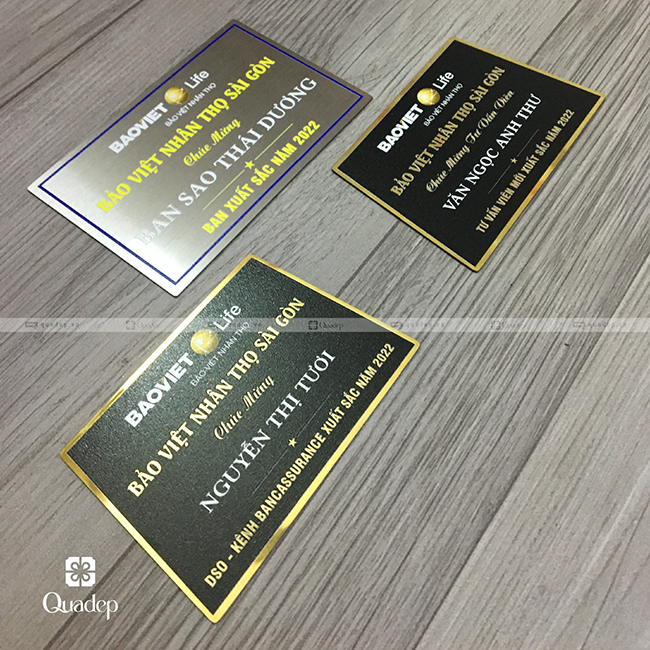 BAOVIET Life
BẢO VIỆT NHÂN THỌ
BẢO VIỆT NHÂN THỌ SÀI GÒN
Chúc Mừng
BAN SAO THÁI DƯƠNG
BAN XUẤT SẮC NĂM 2022
BAOVIET Life
BẢO VIỆT NHÂN THỌ
BẢO VIỆT NHÂN THỌ SÀI GÒN
Chúc Mừng Tư Vấn Viên
VĂN NGỌC ANH THƯ
TƯ VẤN VIÊN MỚI XUẤT SẮC NĂM 2022
BAOVIET Life
BẢO VIỆT NHÂN THỌ
BẢO VIỆT NHÂN THỌ SÀI GÒN
Chúc Mừng
NGUYỄN THỊ TƯƠI
DSO - KÊNH BANCASSURANCE XUẤT SẮC NĂM 2022
quadep.vn
Quadep
Quadep